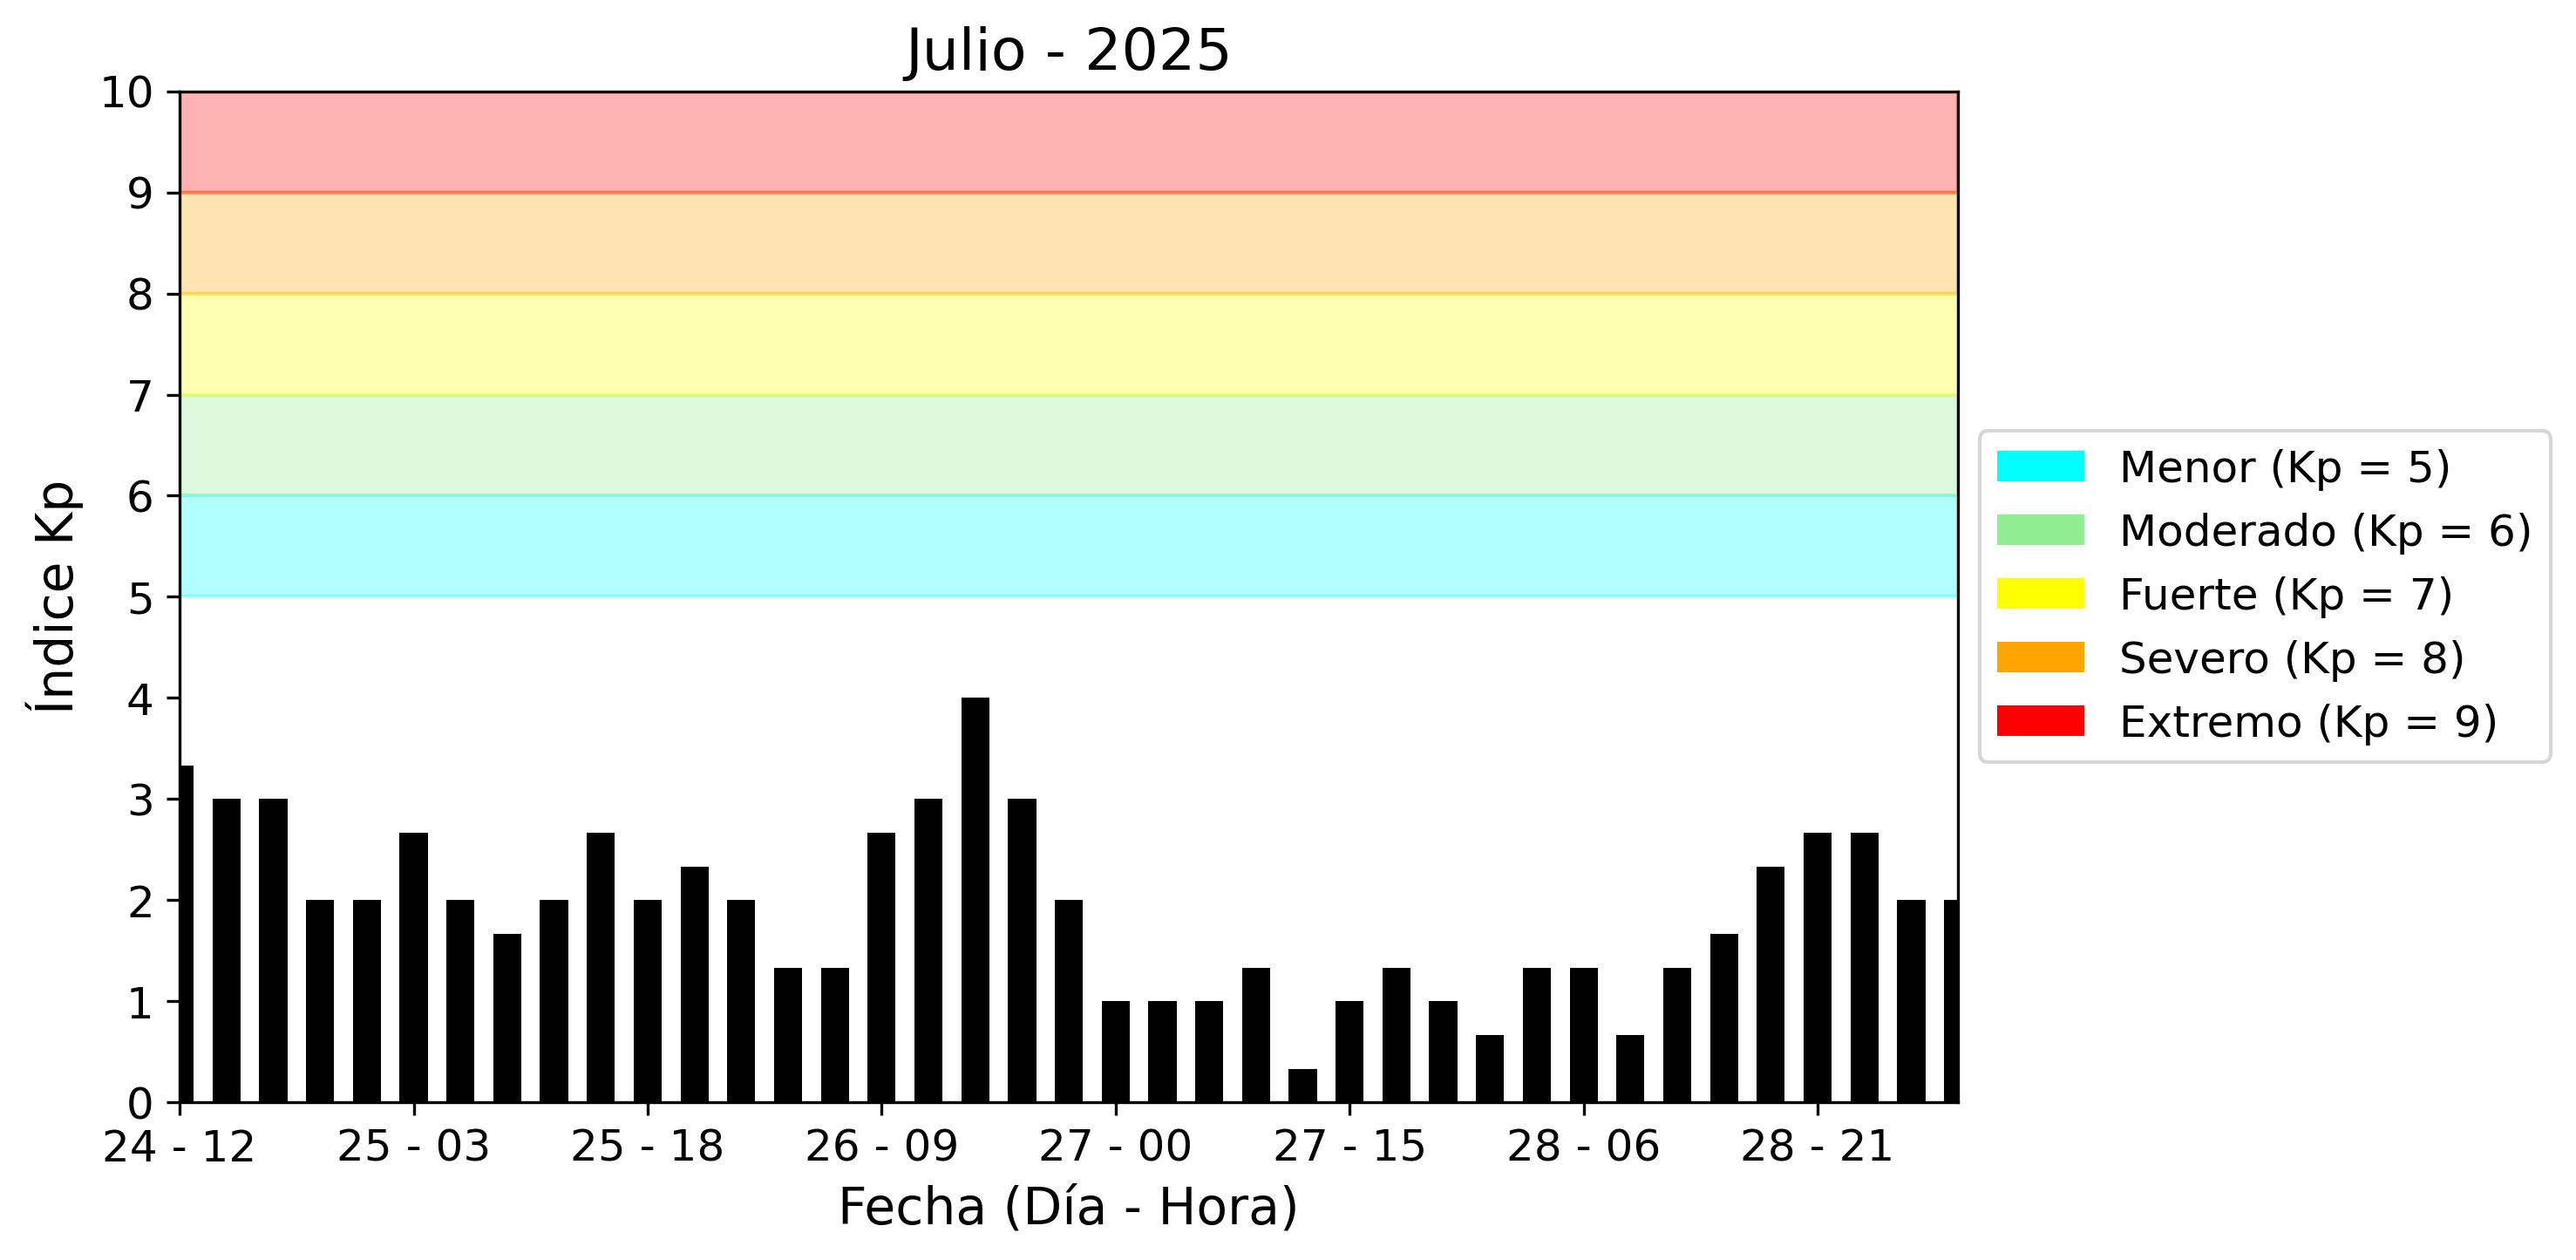 Julio - 2025
10
9
8
7
6
5
4
3
2
1
0
Índice Kp
24 - 12
25 - 03
25 - 18
26 - 09
27 - 00
27 - 15
28 - 06
28 - 21
Fecha (Día - Hora)
Menor (Kp = 5)
Moderado (Kp = 6)
Fuerte (Kp = 7)
Severo (Kp = 8)
Extremo (Kp = 9)